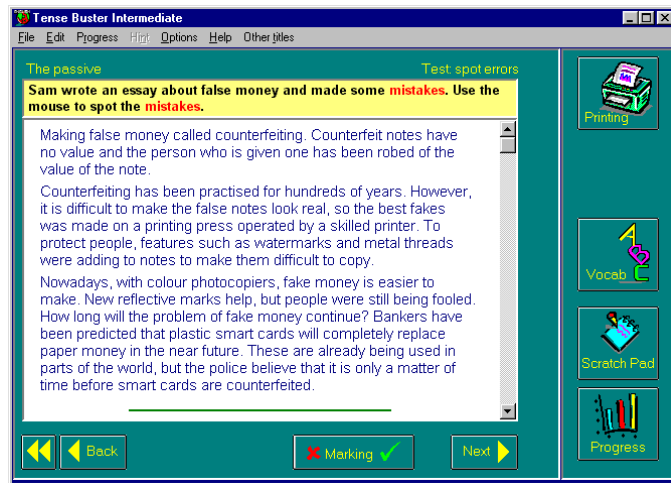 Tense Buster Intermediate
File Edit Progress Hint Options Help Other titles
The passive Test: spot errors
Sam wrote an essay about false money and made some mistakes. Use the
mouse to spot the mistakes.
Making false money called counterfeiting. Counterfeit notes have
no value and the person who is given one has been robed of the
value of the note.
Counterfeiting has been practised for hundreds of years. However,
it is difficult to make the false notes look real, so the best fakes
was made on a printing press operated by a skilled printer. To
protect people, features such as watermarks and metal threads
were adding to notes to make them difficult to copy.
Nowadays, with colour photocopiers, fake money is easier to
make. New reflective marks help, but people were still being fooled.
How long will the problem of fake money continue? Bankers have
been predicted that plastic smart cards will completely replace
paper money in the near future. These are already being used in
parts of the world, but the police believe that it is only a matter of
time before smart cards are counterfeited.
Back
Marking
Next
Printing
A
B
C
Vocab
Scratch Pad
Progress